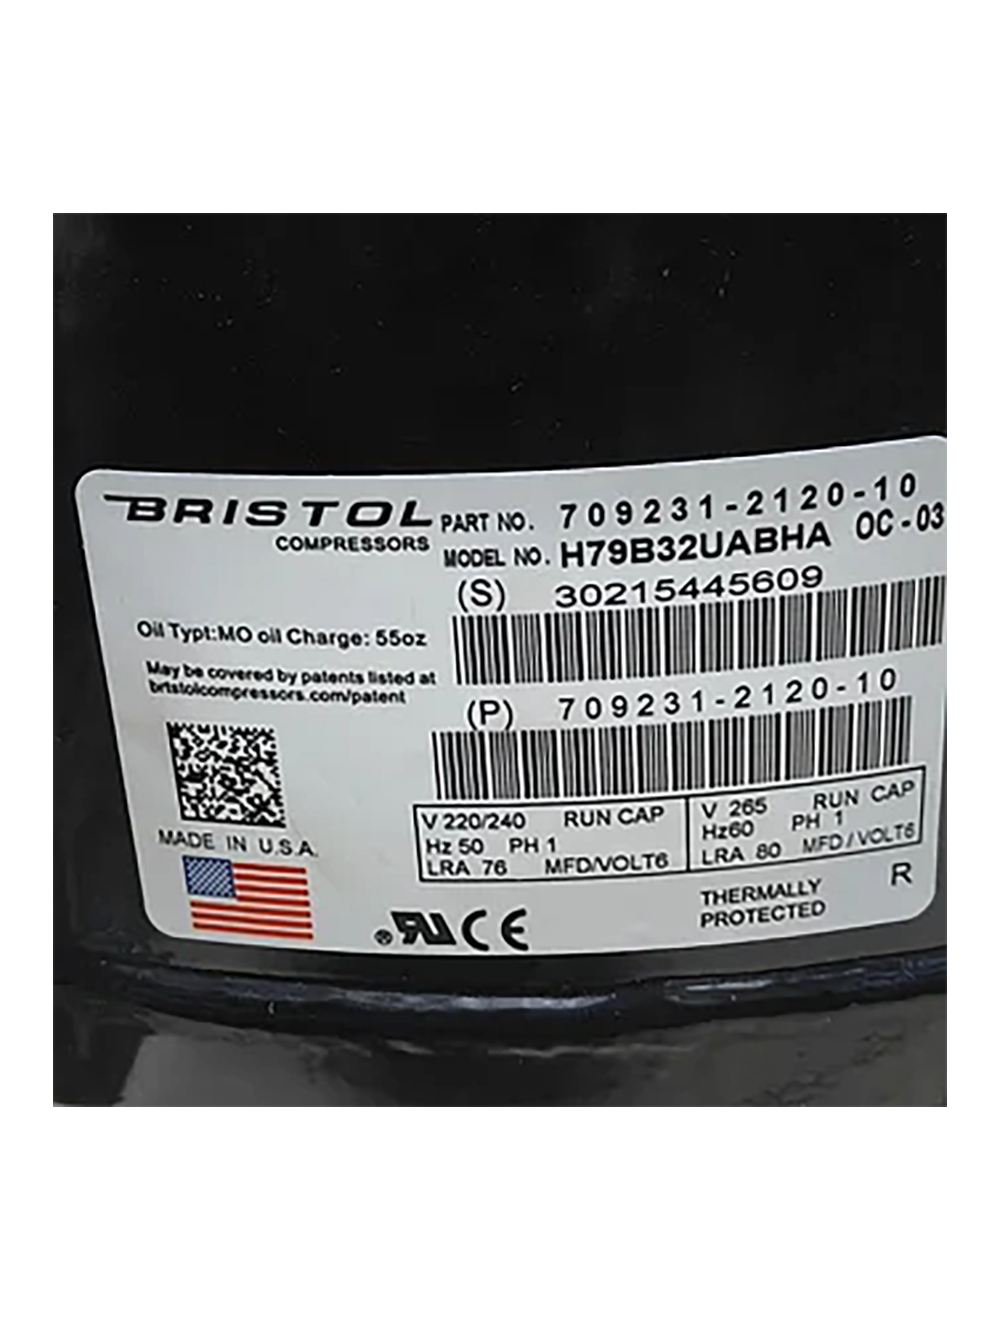 BRISTOL
COMPRESSORS
PART NO. 709231-2120-10
MODEL NO. H79B32UABHA OC-03
(S) 30215445609
Oil Typt:MO oil Charge: 55oz
May be covered by patents listed at
bristolcompressors.com/patent
(P) 709231-2120-10
MADE IN U.S.A.
V 220/240 RUN CAP
Hz 50 PH 1
LRA 76 MFD/VOLT6
V 265 RUN CAP
Hz60 PH 1
LRA 80 MFD/VOLT6
THERMALLY
PROTECTED
R
® RU CE